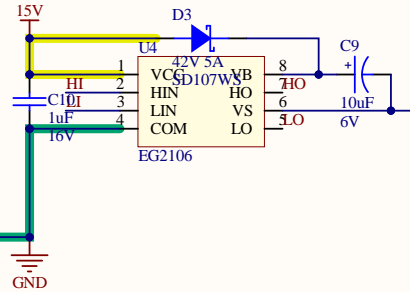 15V
D3
U4
42V 5A
SD107WS
C9
1
VCC
VB
8
HI
2
HIN
HO
7
HO
C10
LI
3
LIN
VS
6
10uF
1uF
4
COM
LO
5
LO
6V
16V
EG2106
GND